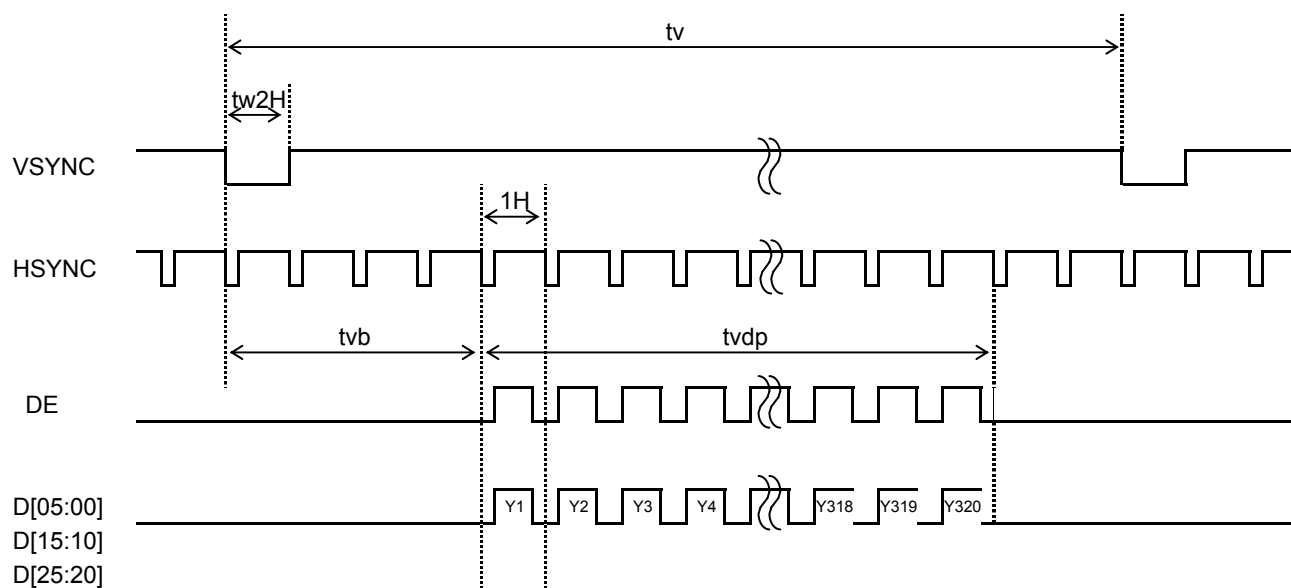 tv
tw2H
VSYNC
1H
HSYNC
tvb
tvdp
DE
D[05:00]
D[15:10]
D[25:20]
Y1
Y2
Y3
Y4
Y318
Y319
Y320